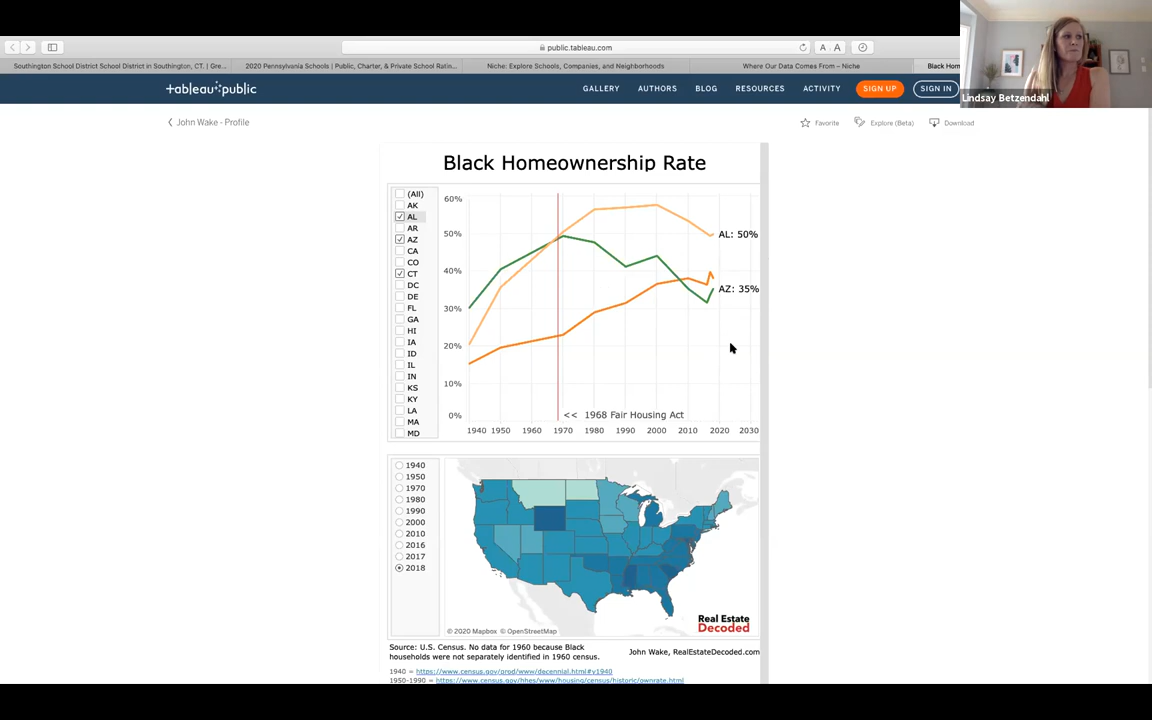 public.tableau.com
A A
Southington School District School District in Southington, CT. | Gre...
2020 Pennsylvania Schools | Public, Charter, & Private School Ratin...
Niche: Explore Schools, Companies, and Neighborhoods
Where Our Data Comes From – Niche
Black Hom
Lindsay Betzendahl
tableau public
GALLERY
AUTHORS
BLOG
RESOURCES
ACTIVITY
SIGN UP
SIGN IN
John Wake - Profile
Favorite
Explore (Beta)
Download
Black Homeownership Rate
(All)
AK
AL
AR
AZ
CA
CO
CT
DC
DE
FL
GA
HI
IA
ID
IL
IN
KS
KY
LA
MA
MD
60%
50%
40%
30%
20%
10%
0%
AL: 50%
AZ: 35%
<< 1968 Fair Housing Act
1940 1950 1960 1970 1980 1990 2000 2010 2020 2030
1940
1950
1970
1980
1990
2000
2010
2016
2017
2018
© 2020 Mapbox © OpenStreetMap
Real Estate
Decoded
Source: U.S. Census. No data for 1960 because Black
households were not separately identified in 1960 census.
John Wake, RealEstateDecoded.com
1940 = https://www.census.gov/prod/www/decennial.html#y1940
1950-1990 = https://www.census.gov/hhes/www/housing/census/historic/ownrate.html